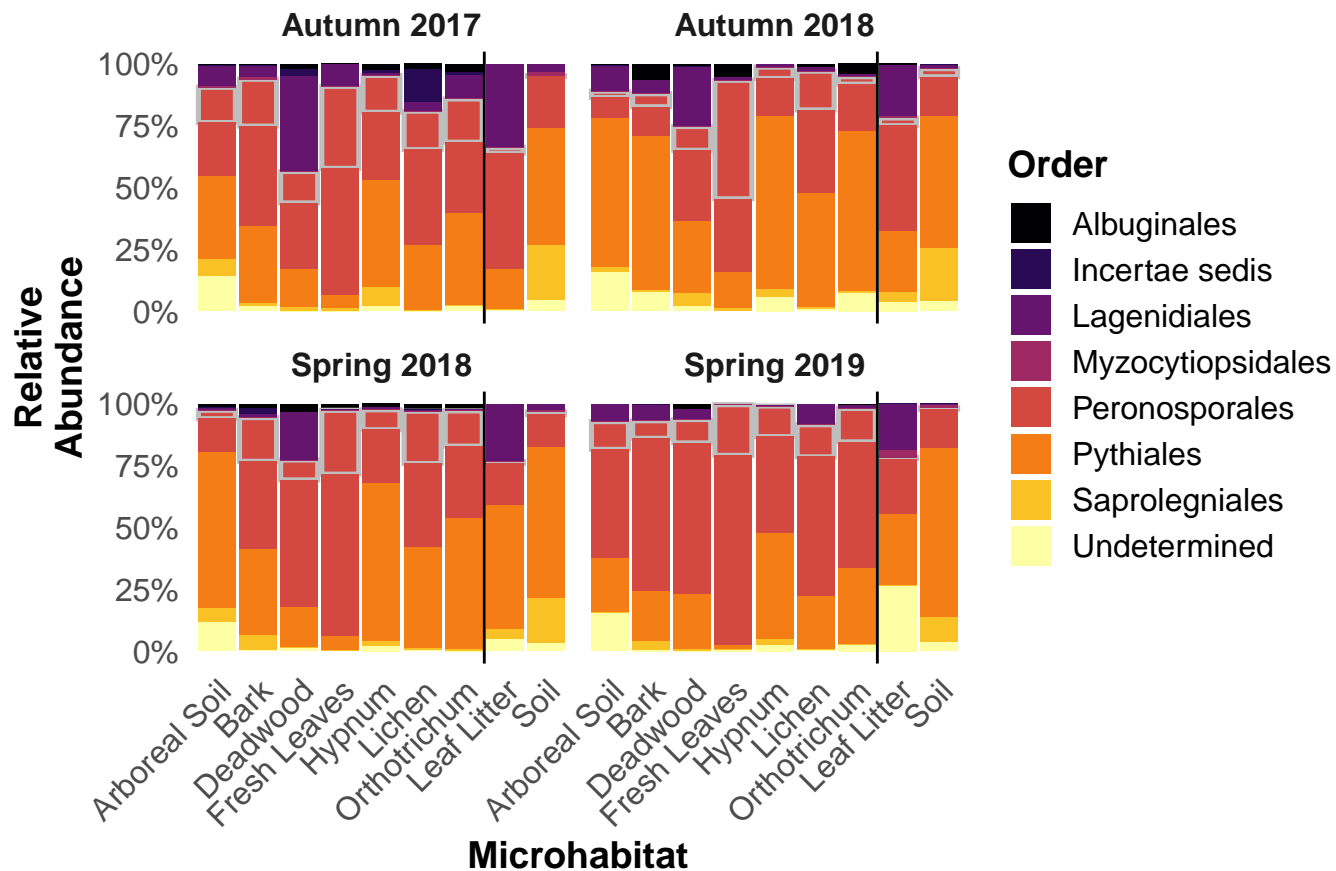 Autumn 2017
Autumn 2018
100%
75%
50%
25%
0%
Spring 2018
Spring 2019
100%
75%
50%
25%
0%
Relative
Abundance
Arboreal Soil
Bark
Deadwood
Fresh Leaves
Hypnum
Lichen
Orthotrichum
Leaf Litter
Soil
Arboreal Soil
Bark
Deadwood
Fresh Leaves
Hypnum
Lichen
Orthotrichum
Leaf Litter
Soil
Microhabitat
Order
Albuginales
Incertae sedis
Lagenidiales
Myzocytiopsidales
Peronosporales
Pythiales
Saprolegniales
Undetermined